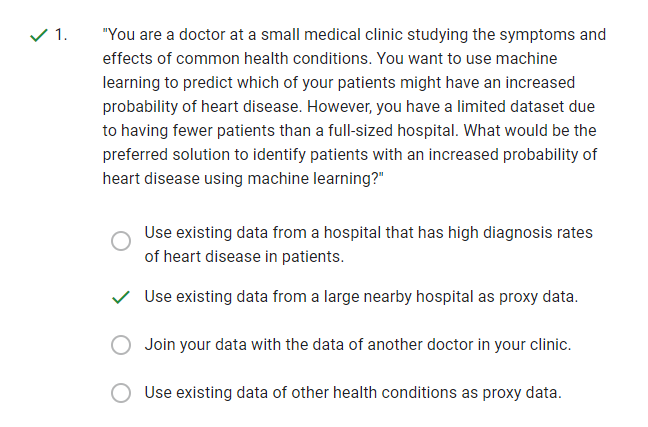 1. "You are a doctor at a small medical clinic studying the symptoms and
effects of common health conditions. You want to use machine
learning to predict which of your patients might have an increased
probability of heart disease. However, you have a limited dataset due
to having fewer patients than a full-sized hospital. What would be the
preferred solution to identify patients with an increased probability of
heart disease using machine learning?"
Use existing data from a hospital that has high diagnosis rates
of heart disease in patients.
Use existing data from a large nearby hospital as proxy data.
Join your data with the data of another doctor in your clinic.
Use existing data of other health conditions as proxy data.